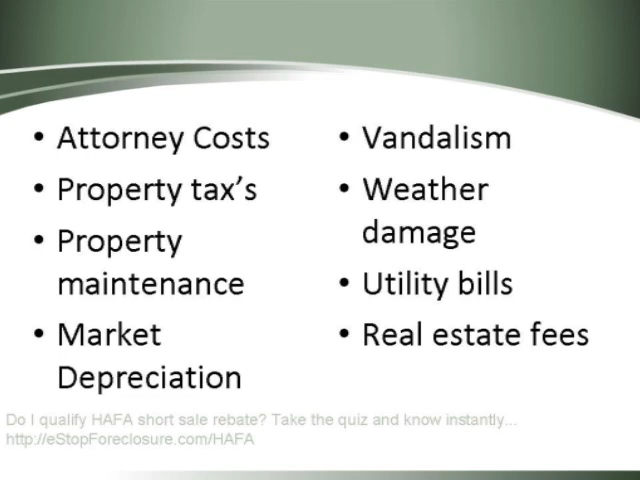 • Attorney Costs
• Property tax's
• Property
maintenance
• Market
Depreciation
• Vandalism
• Weather
damage
• Utility bills
• Real estate fees
Do I qualify HAFA short sale rebate? Take the quiz and know instantly...
http://eStopForeclosure.com/HAFA